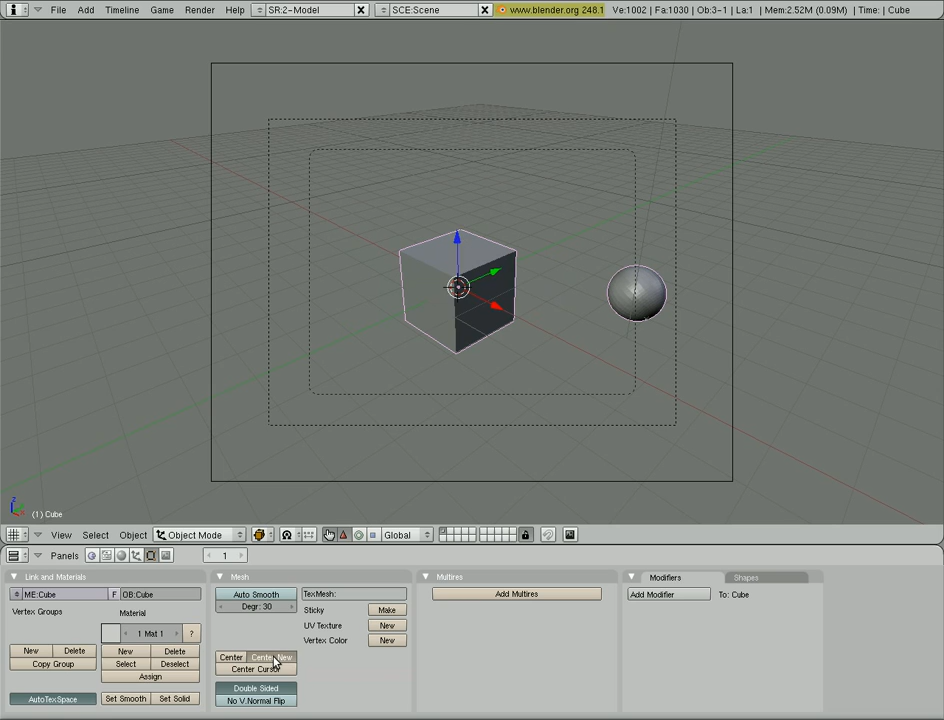 File Add Timeline Game Render Help SR:2-Model SCE:Scene www.blender.org 248.1 Ve:1002 | Fa:1030 | Ob:3-1 | La:1 | Mem:2.52M (0.09M) | Time: | Cube
z
(1) Cube
View Select Object Object Mode Global
Panels 1
Link and Materials Mesh Multires Modifiers Shapes
ME:Cube F OB:Cube Auto Smooth TexMesh: Add Multires Add Modifier To: Cube
Degr: 30
Vertex Groups Material Sticky Make
UV Texture New
1 Mat 1 ? Vertex Color New
New Delete New Delete Center Center New
Copy Group Select Deselect Center Cursor
Assign
Double Sided
AutoTexSpace Set Smooth Set Solid No V.Normal Flip